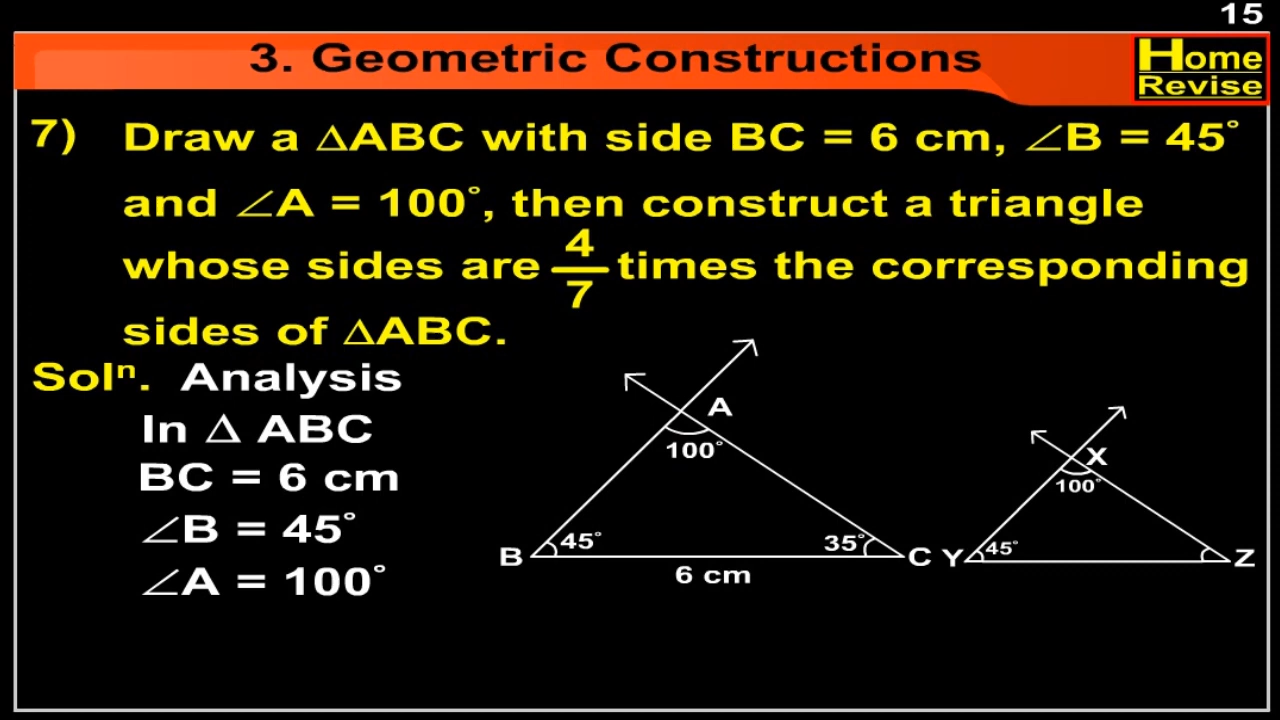 15
3. Geometric Constructions
Home
Revise
7) Draw a △ABC with side BC = 6 cm, ∠B = 45°
and ∠A = 100°, then construct a triangle
whose sides are 4/7 times the corresponding
sides of △ABC.
Solⁿ. Analysis
In △ ABC
BC = 6 cm
∠B = 45°
∠A = 100°
A
100°
B 45° 35° C
6 cm
X
100°
Y 45° Z